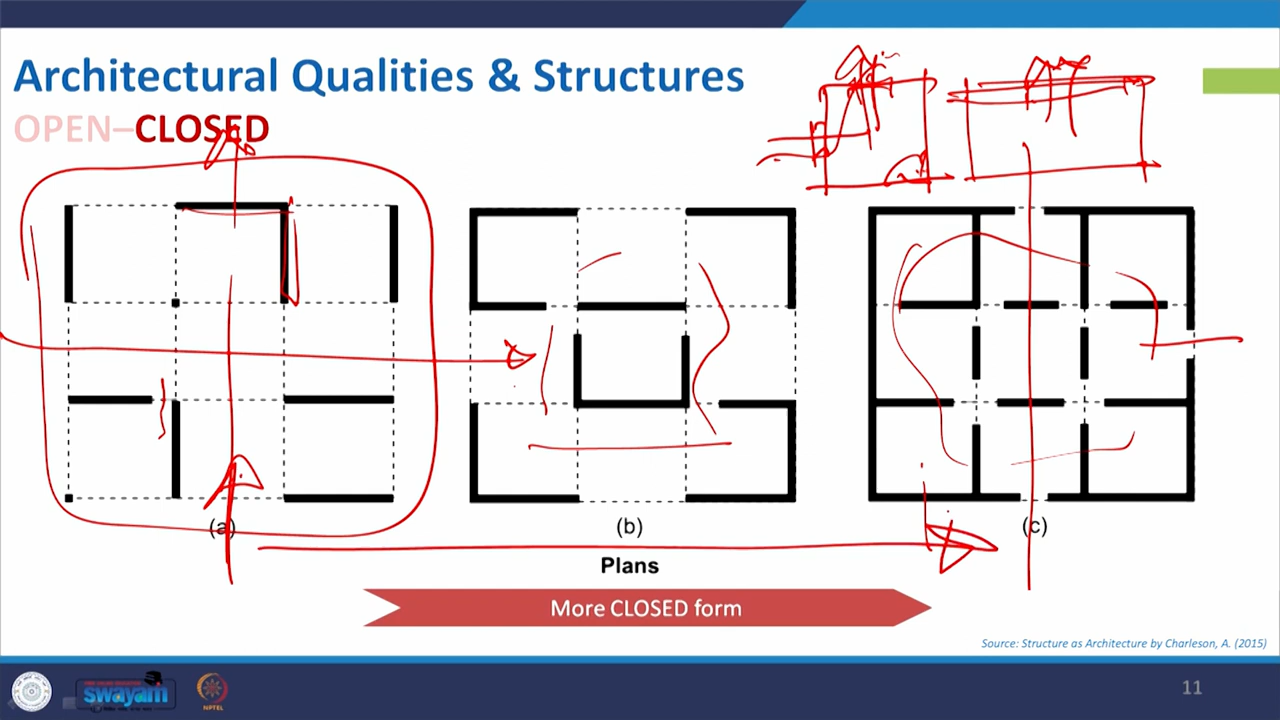 Architectural Qualities & Structures
OPEN–CLOSED
(a)
(b)
(c)
Plans
More CLOSED form
Source: Structure as Architecture by Charleson, A. (2015)
swayam
NPTEL
11